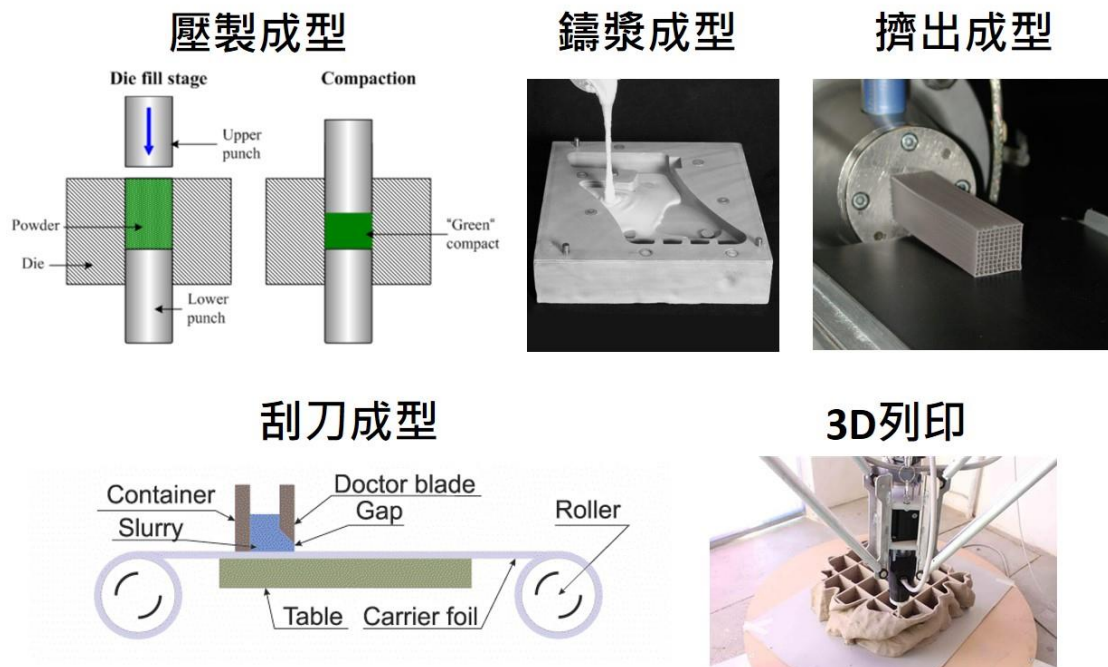 壓製成型
鑄漿成型
擠出成型
Die fill stage
Compaction
Upper
punch
Powder
"Green"
compact
Die
Lower
punch
刮刀成型
3D列印
Container
Doctor blade
Slurry
Gap
Roller
Table
Carrier foil